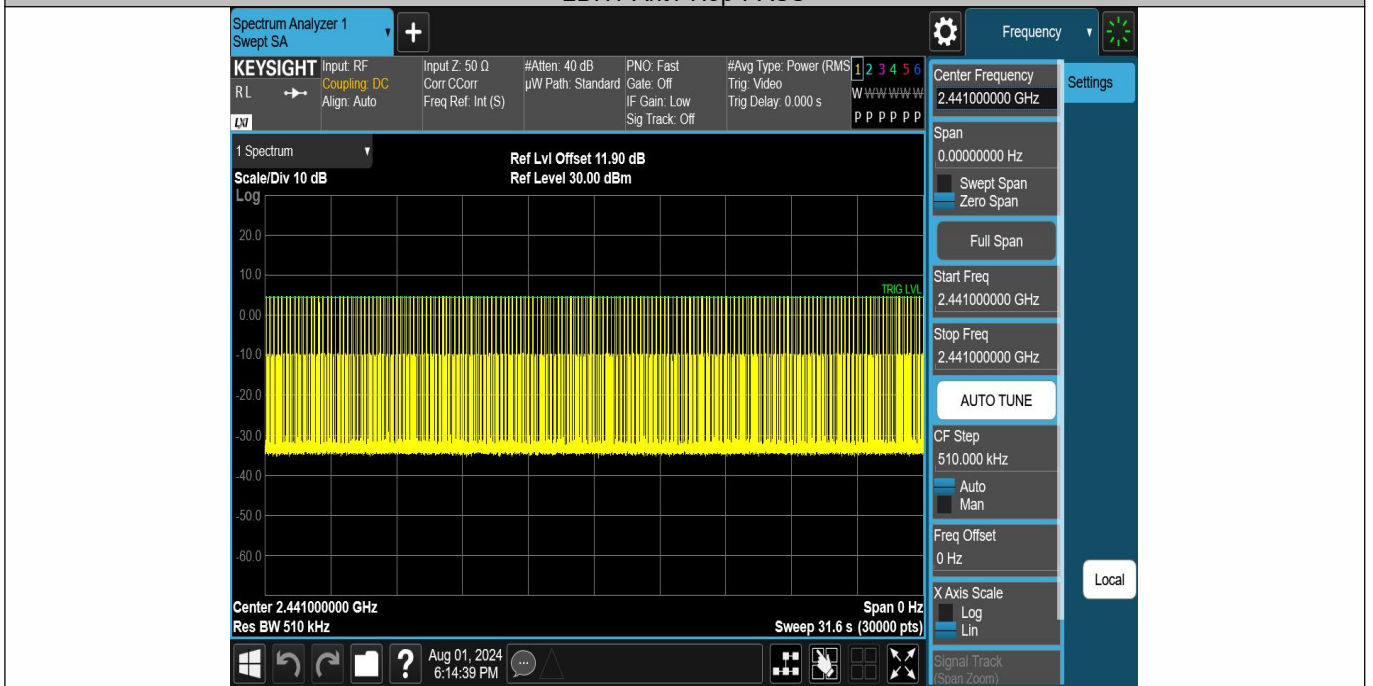 Spectrum Analyzer 1
Swept SA
+
Frequency
KEYSIGHT
RL
LXI
Input: RF
Coupling: DC
Align: Auto
Input Z: 50 Ω
Corr CCorr
Freq Ref: Int (S)
#Atten: 40 dB
µW Path: Standard
PNO: Fast
Gate: Off
IF Gain: Low
Sig Track: Off
#Avg Type: Power (RMS
Trig: Video
Trig Delay: 0.000 s
1 2 3 4 5 6
W W W W W W
P P P P P P
Center Frequency
2.441000000 GHz
Settings
Span
0.00000000 Hz
Swept Span
Zero Span
Full Span
Start Freq
2.441000000 GHz
Stop Freq
2.441000000 GHz
AUTO TUNE
CF Step
510.000 kHz
Auto
Man
Freq Offset
0 Hz
X Axis Scale
Log
Lin
Signal Track
(Span Zoom)
Local
1 Spectrum
Scale/Div 10 dB
Ref Lvl Offset 11.90 dB
Ref Level 30.00 dBm
Log
20.0
10.0
TRIG LVL
0.00
-10.0
-20.0
-30.0
-40.0
-50.0
-60.0
Center 2.441000000 GHz
Span 0 Hz
Res BW 510 kHz
Sweep 31.6 s (30000 pts)
?
Aug 01, 2024
6:14:39 PM